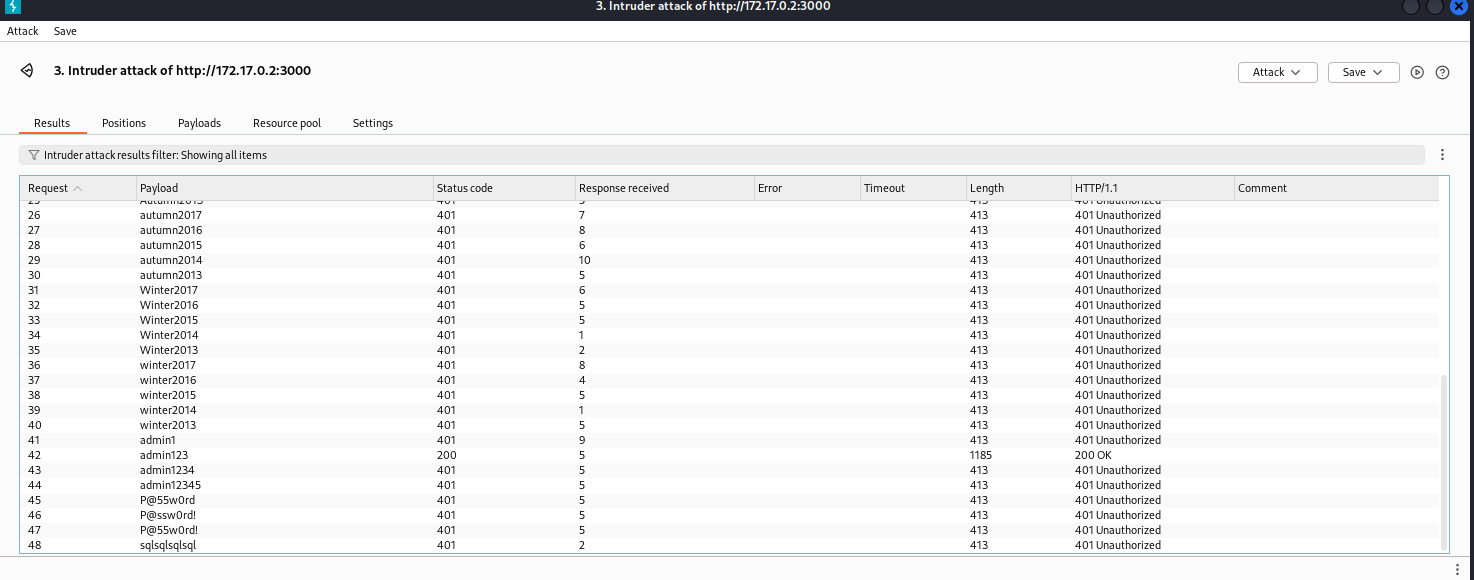 3. Intruder attack of http://172.17.0.2:3000
Attack Save
3. Intruder attack of http://172.17.0.2:3000 Attack Save
Results Positions Payloads Resource pool Settings
Intruder attack results filter: Showing all items
Request Payload Status code Response received Error Timeout Length HTTP/1.1 Comment
25 Autumn2013 401 5 413 401 Unauthorized
26 autumn2017 401 7 413 401 Unauthorized
27 autumn2016 401 8 413 401 Unauthorized
28 autumn2015 401 6 413 401 Unauthorized
29 autumn2014 401 10 413 401 Unauthorized
30 autumn2013 401 5 413 401 Unauthorized
31 Winter2017 401 6 413 401 Unauthorized
32 Winter2016 401 5 413 401 Unauthorized
33 Winter2015 401 5 413 401 Unauthorized
34 Winter2014 401 1 413 401 Unauthorized
35 Winter2013 401 2 413 401 Unauthorized
36 winter2017 401 8 413 401 Unauthorized
37 winter2016 401 4 413 401 Unauthorized
38 winter2015 401 5 413 401 Unauthorized
39 winter2014 401 1 413 401 Unauthorized
40 winter2013 401 5 413 401 Unauthorized
41 admin1 401 9 413 401 Unauthorized
42 admin123 200 5 1185 200 OK
43 admin1234 401 5 413 401 Unauthorized
44 admin12345 401 5 413 401 Unauthorized
45 P@55w0rd 401 5 413 401 Unauthorized
46 P@ssw0rd! 401 5 413 401 Unauthorized
47 P@55w0rd! 401 5 413 401 Unauthorized
48 sqlsqlsqlsql 401 2 413 401 Unauthorized